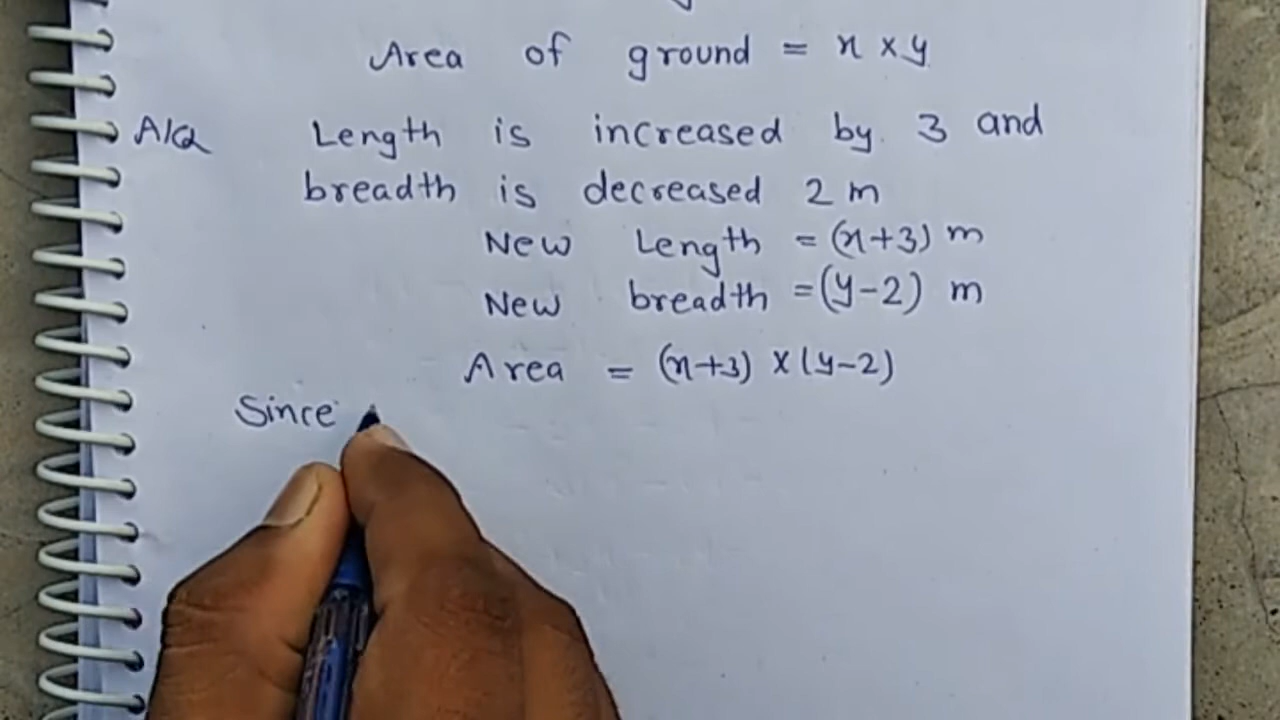 Area of ground = x × y
A/Q Length is increased by 3 and
breadth is decreased 2 m
New Length = (x+3) m
New breadth = (y-2) m
Area = (x+3) × (y-2)
Since